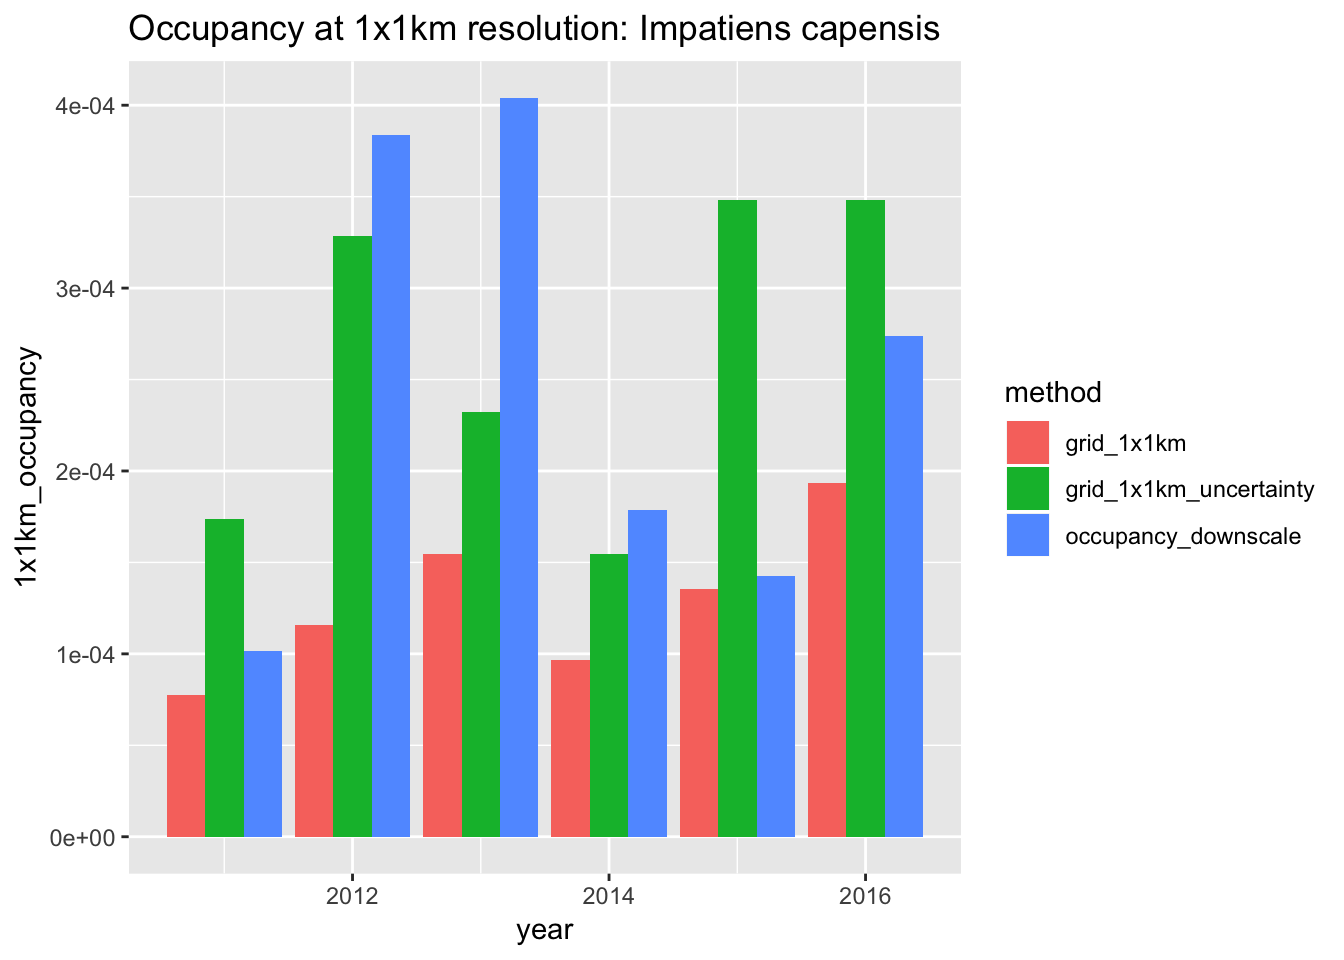 Occupancy at 1x1km resolution: Impatiens capensis
4e-04
3e-04
2e-04
1e-04
0e+00
1x1km_occupancy
2012
2014
2016
year
method
grid_1x1km
grid_1x1km_uncertainty
occupancy_downscale